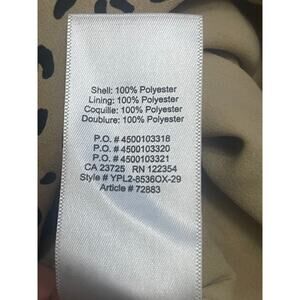 Shell: 100% Polyester
Lining: 100% Polyester
Coquille: 100% Polyester
Doublure: 100% Polyester
P.O. # 4500103318
P.O. # 4500103320
P.O. # 4500103321
CA 23725 RN 122354
Style # YPL2-8536OX-29
Article # 72883